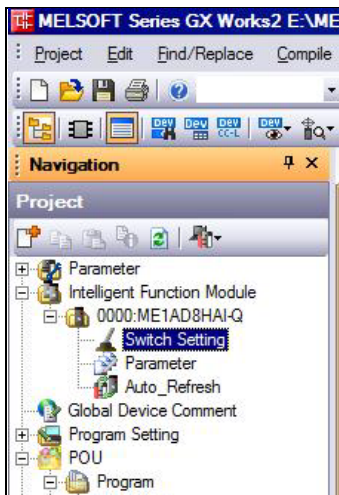 MELSOFT Series GX Works2 E:\ME
Project Edit Find/Replace Compile
Navigation
Project
Parameter
Intelligent Function Module
0000:ME1AD8HAI-Q
Switch Setting
Parameter
Auto_Refresh
Global Device Comment
Program Setting
POU
Program